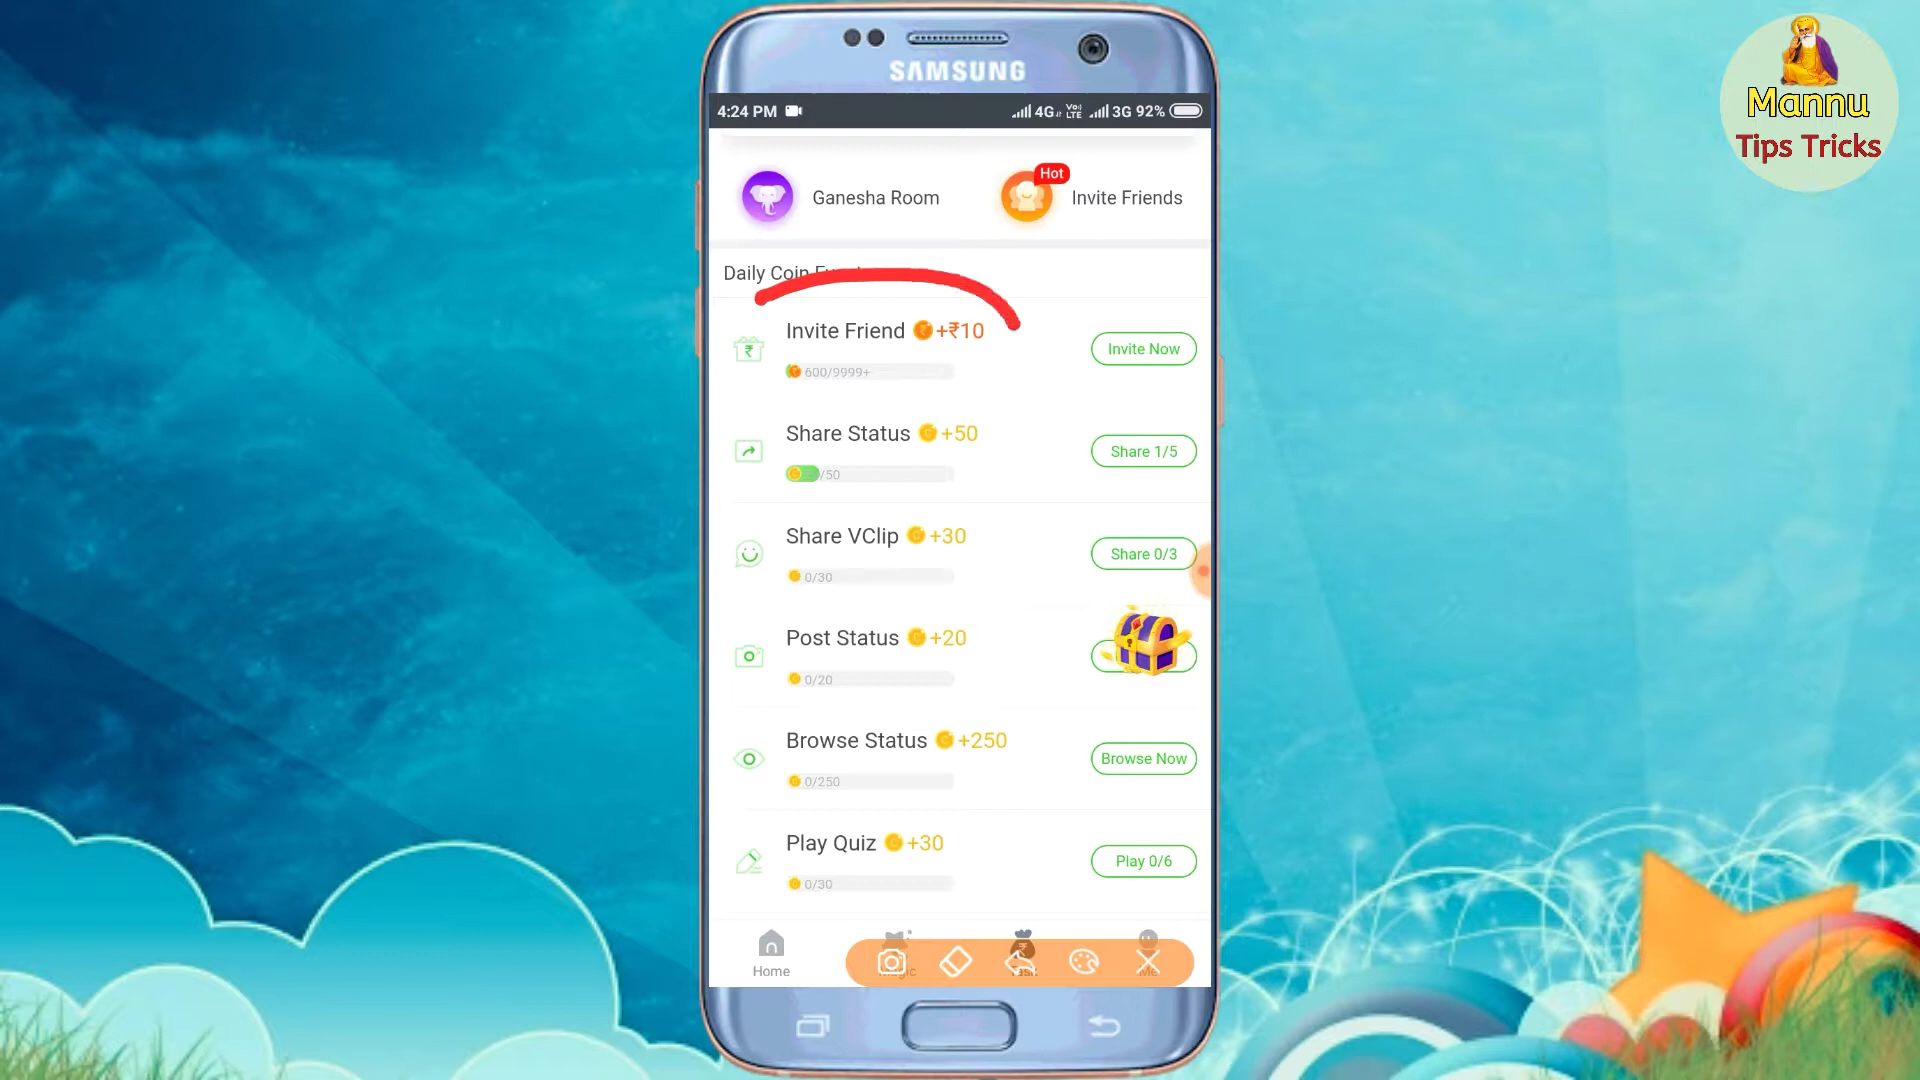 SAMSUNG
4:24 PM 4G VoLTE 3G 92%
Mannu
Tips Tricks
Ganesha Room
Hot
Invite Friends
Daily Coin
Invite Friend +₹10
600/9999+
Invite Now
Share Status +50
/50
Share 1/5
Share VClip +30
0/30
Share 0/3
Post Status +20
0/20
Browse Status +250
0/250
Browse Now
Play Quiz +30
0/30
Play 0/6
Home
Task
Me